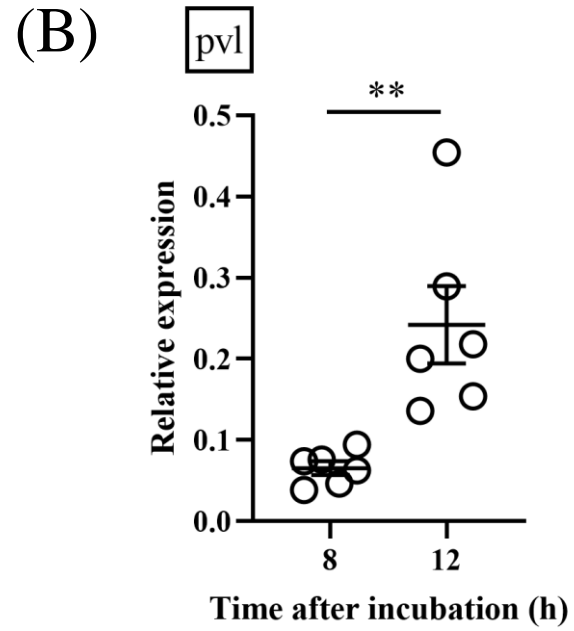 (B)
pvl
**
0.5
0.4
0.3
0.2
0.1
0.0
Relative expression
8 12
Time after incubation (h)